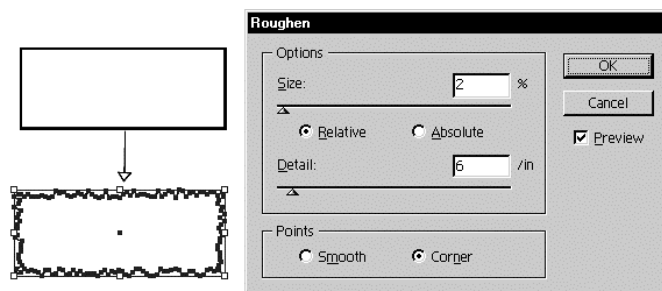 Roughen
Options
Size: 2 %
Relative Absolute
Detail: 6 /in
Points
Smooth Corner
OK
Cancel
Preview